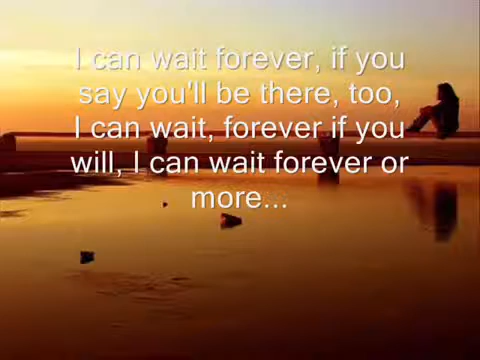 I can wait forever, if you
say you'll be there, too,
I can wait, forever if you
will, I can wait forever or
more...